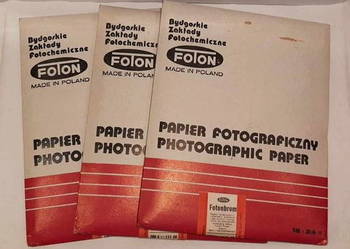 Bydgoskie
Zakłady
Fotochemiczne
FOTON
MADE IN POLAND
PAPIER
PHOTOG
Bydgoskie
Zakłady
Fotochemiczne
FOTON
MADE IN POLAND
PAPIER
PHOTO
Bydgoskie
Zakłady
Fotochemiczne
FOTON
MADE IN POLAND
PAPIER FOTOGRAFICZNY
PHOTOGRAPHIC PAPER
Fotonbrom